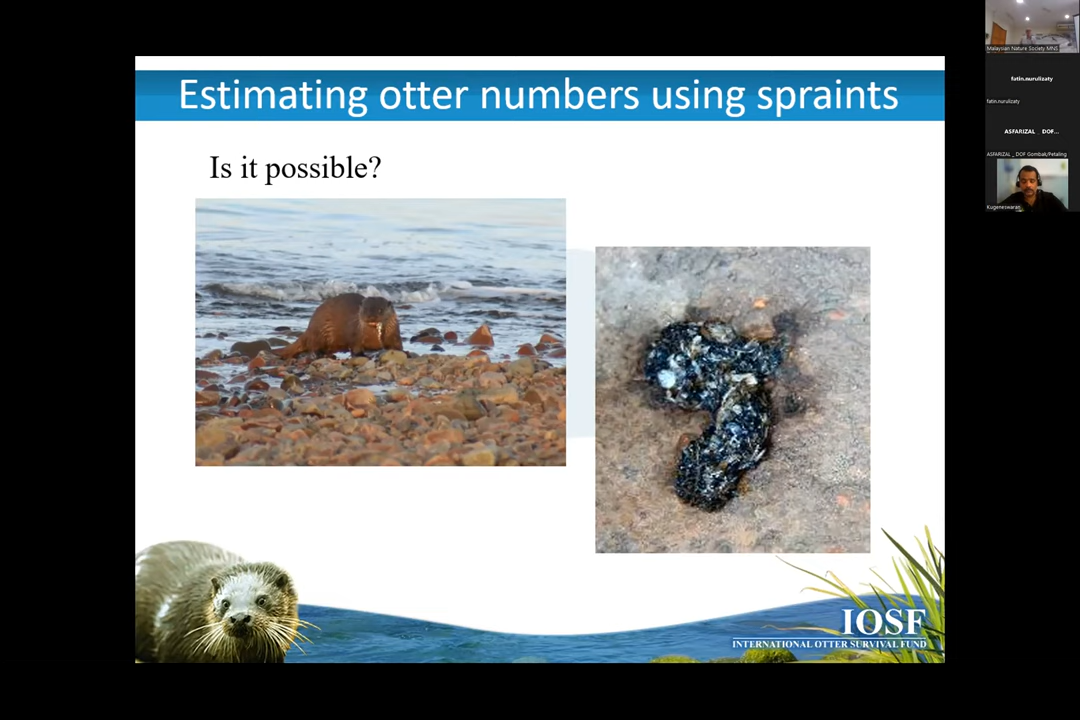 Estimating otter numbers using spraints
Is it possible?
IOSF
INTERNATIONAL OTTER SURVIVAL FUND
Malaysian Nature Society MNS
fatin.nurulizaty
fatin.nurulizaty
ASFARIZAL _ DOF...
ASFARIZAL _ DOF Gombak/Petaling
Kugeneswaran